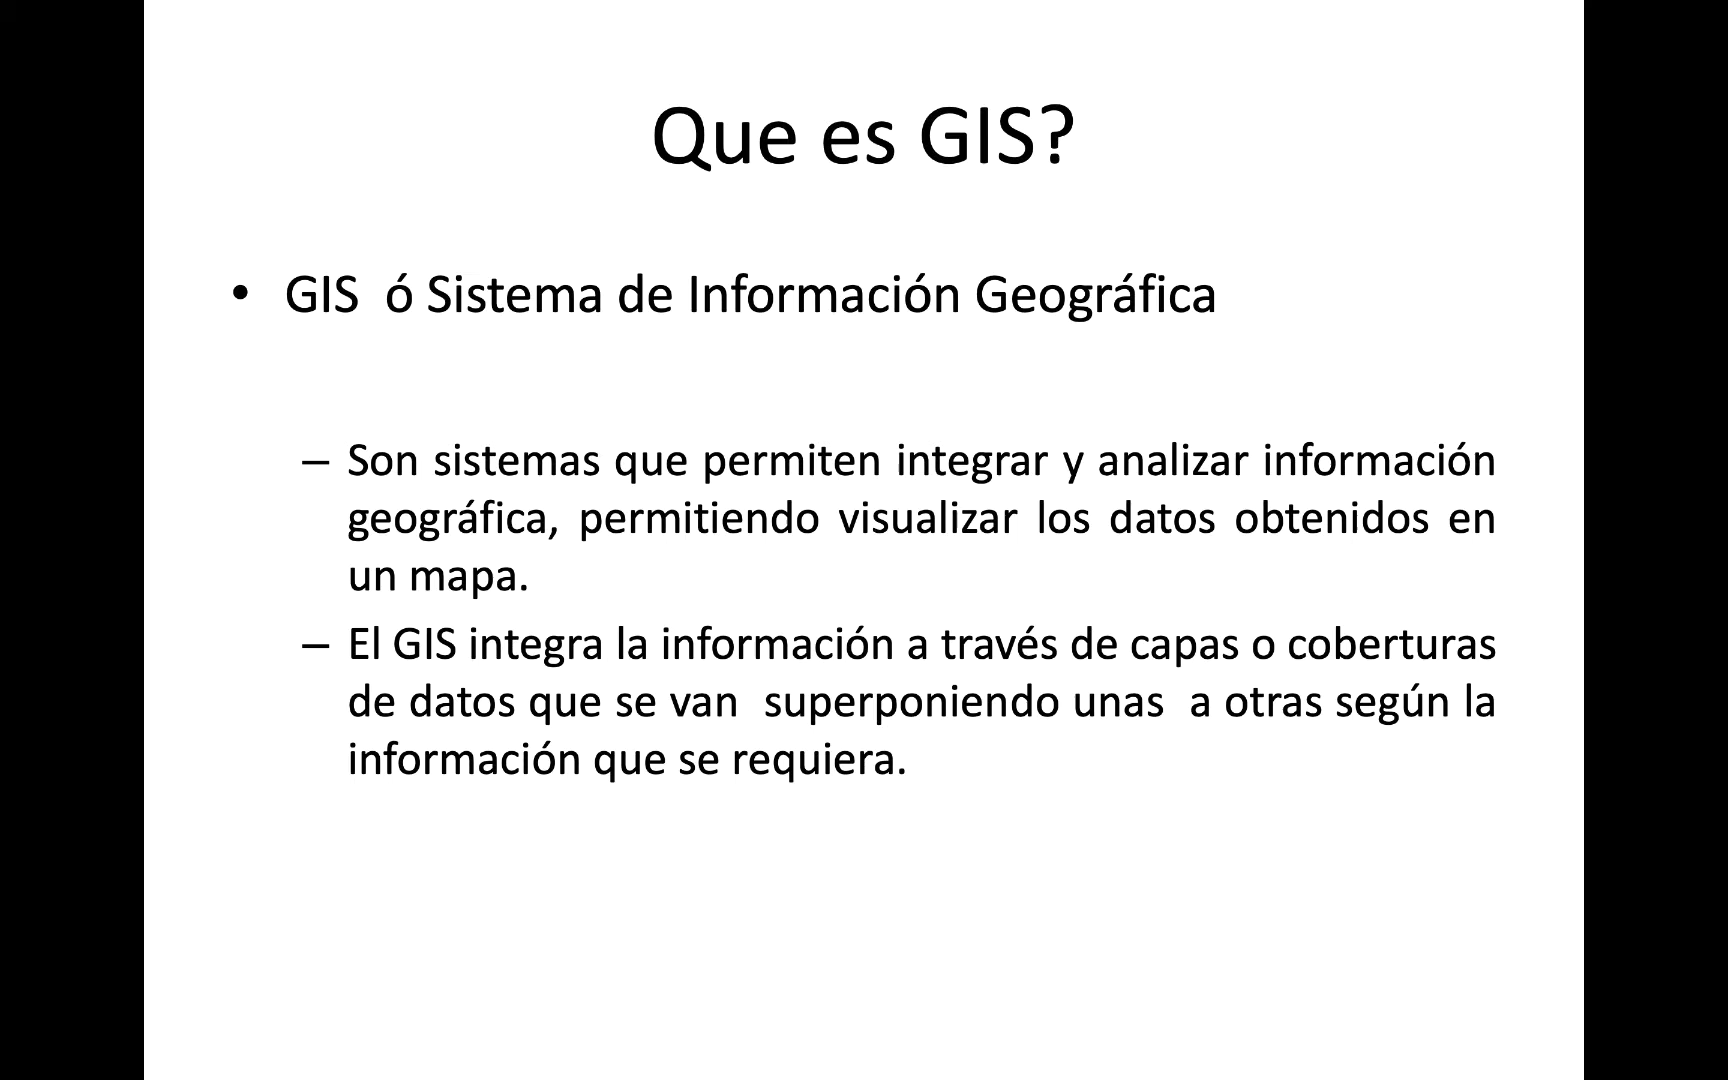 Que es GIS?
• GIS  ó Sistema de Información Geográfica
– Son sistemas que permiten integrar y analizar información
geográfica, permitiendo visualizar los datos obtenidos en
un mapa.
– El GIS integra la información a través de capas o coberturas
de datos que se van  superponiendo unas  a otras según la
información que se requiera.